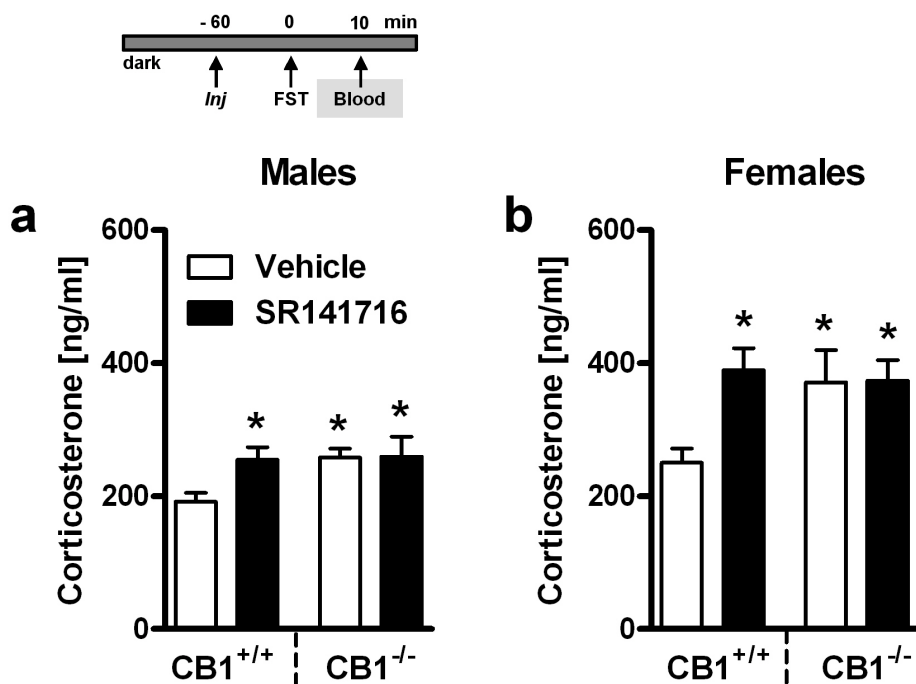 - 60 0 10 min
dark
Inj FST Blood
Males Females
a b
600 600
Vehicle
SR141716
400 400
* * * * * *
200 200
0 0
Corticosterone [ng/ml] Corticosterone [ng/ml]
CB1+/+ CB1-/- CB1+/+ CB1-/-